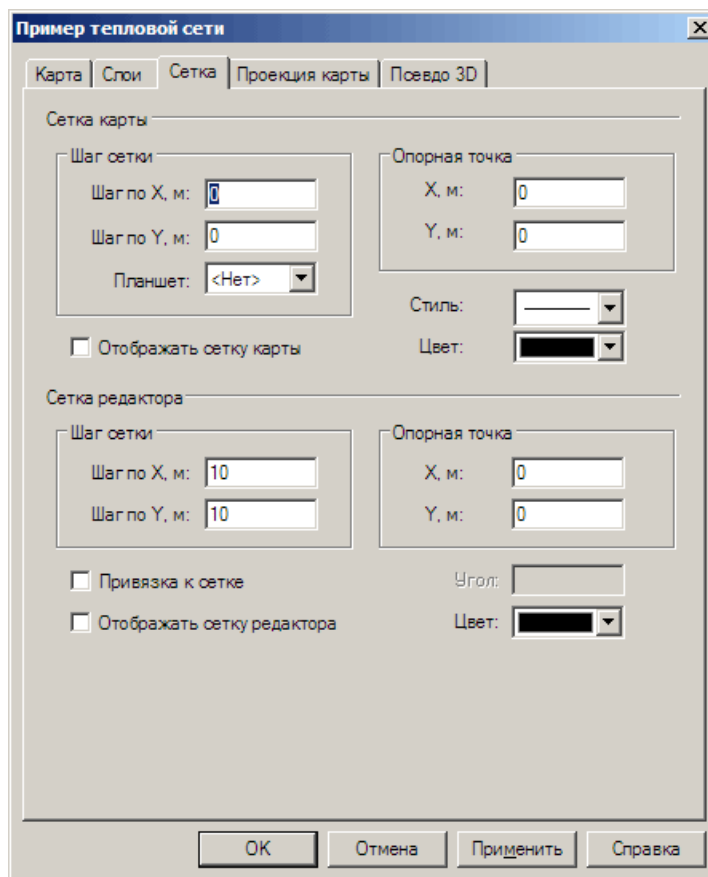 Пример тепловой сети
Карта Слои Сетка Проекция карты Псевдо 3D
Сетка карты
Шаг сетки
Шаг по X, м: 0
Шаг по Y, м: 0
Планшет: <Нет>
Опорная точка
X, м: 0
Y, м: 0
Отображать сетку карты
Стиль:
Цвет:
Сетка редактора
Шаг сетки
Шаг по X, м: 10
Шаг по Y, м: 10
Опорная точка
X, м: 0
Y, м: 0
Привязка к сетке
Отображать сетку редактора
Угол:
Цвет:
OK Отмена Применить Справка